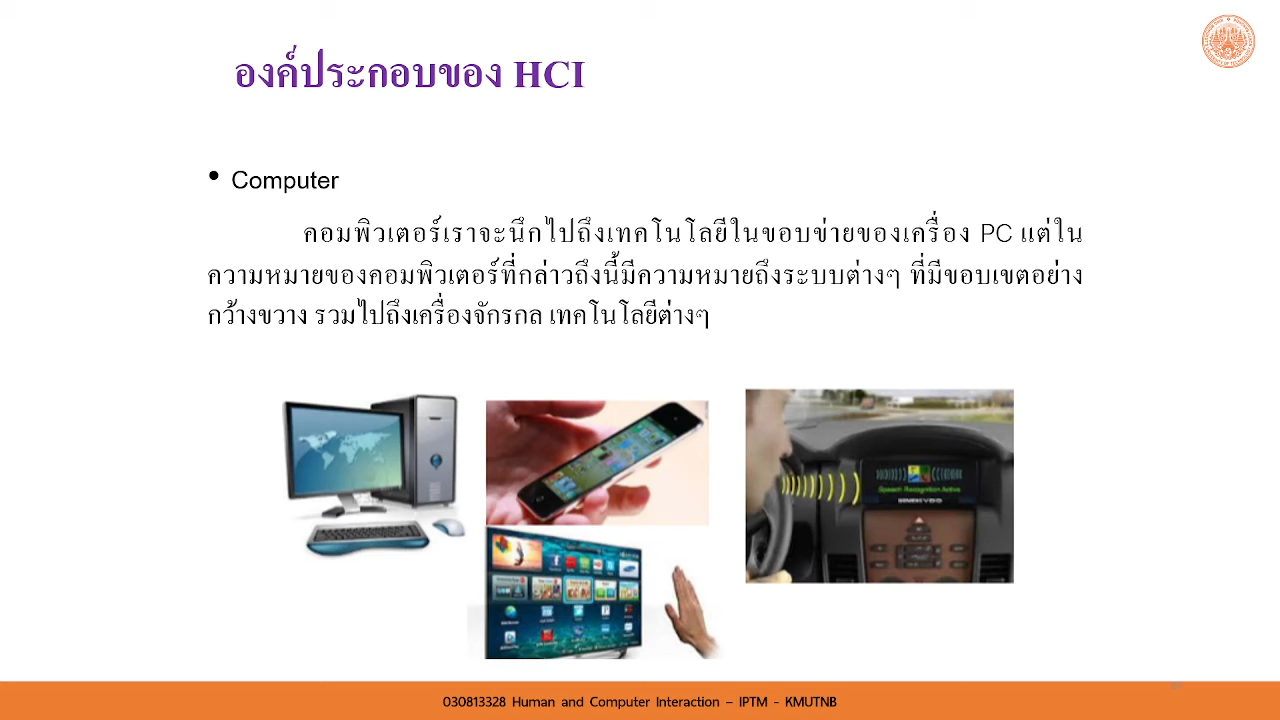 องค์ประกอบของ HCI
• Computer
คอมพิวเตอร์เราจะนึกไปถึงเทคโนโลยีในขอบข่ายของเครื่อง PC แต่ใน
ความหมายของคอมพิวเตอร์ที่กล่าวถึงนี้มีความหมายถึงระบบต่างๆ ที่มีขอบเขตอย่าง
กว้างขวาง รวมไปถึงเครื่องจักรกล เทคโนโลยีต่างๆ
Speech Recognition Active
030813328 Human and Computer Interaction – IPTM - KMUTNB